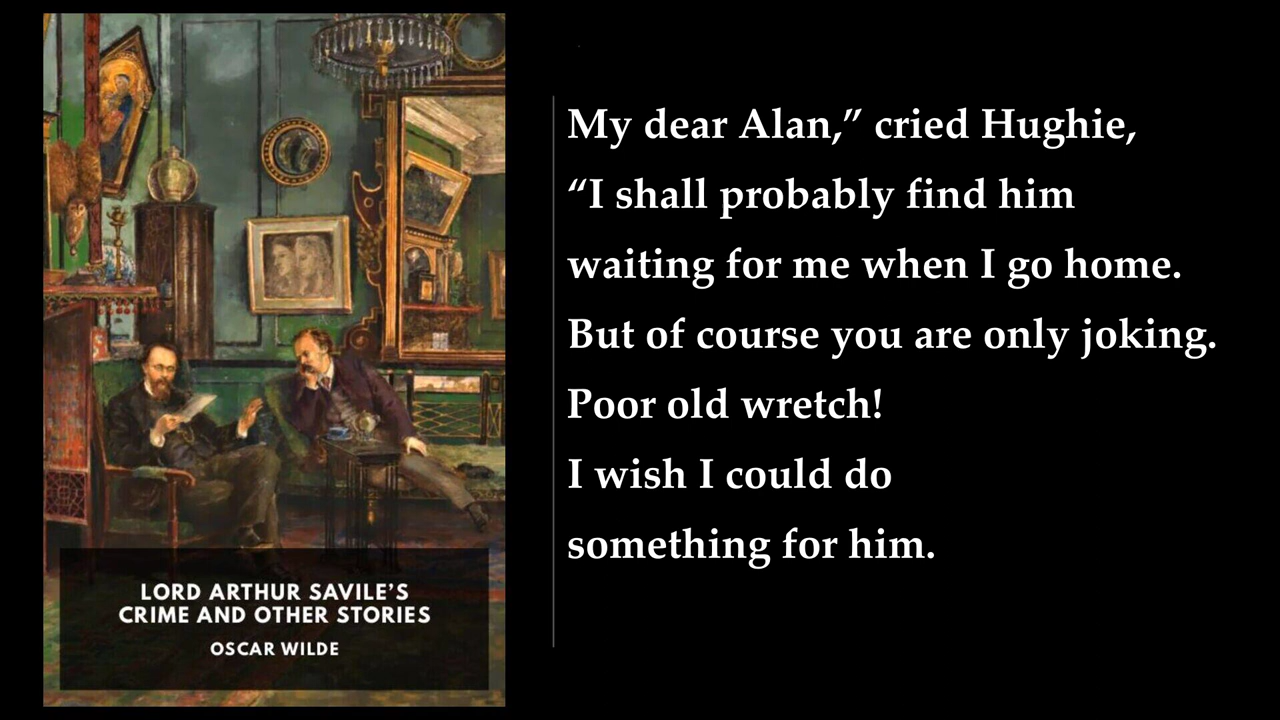 LORD ARTHUR SAVILE’S
CRIME AND OTHER STORIES
OSCAR WILDE
My dear Alan,” cried Hughie,
“I shall probably find him
waiting for me when I go home.
But of course you are only joking.
Poor old wretch!
I wish I could do
something for him.